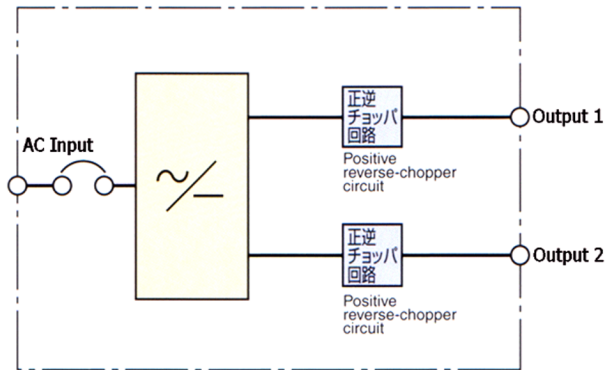 AC Input
正逆
チョッパ
回路
Positive
reverse-chopper
circuit
Output 1
正逆
チョッパ
回路
Positive
reverse-chopper
circuit
Output 2